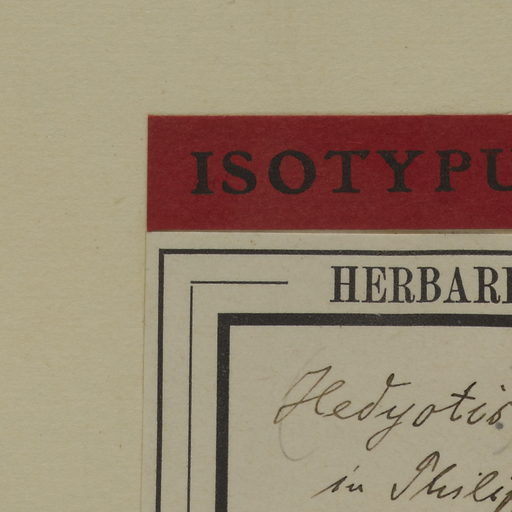 ISOTYPU
HERBARI
Hedyotis
in Philip